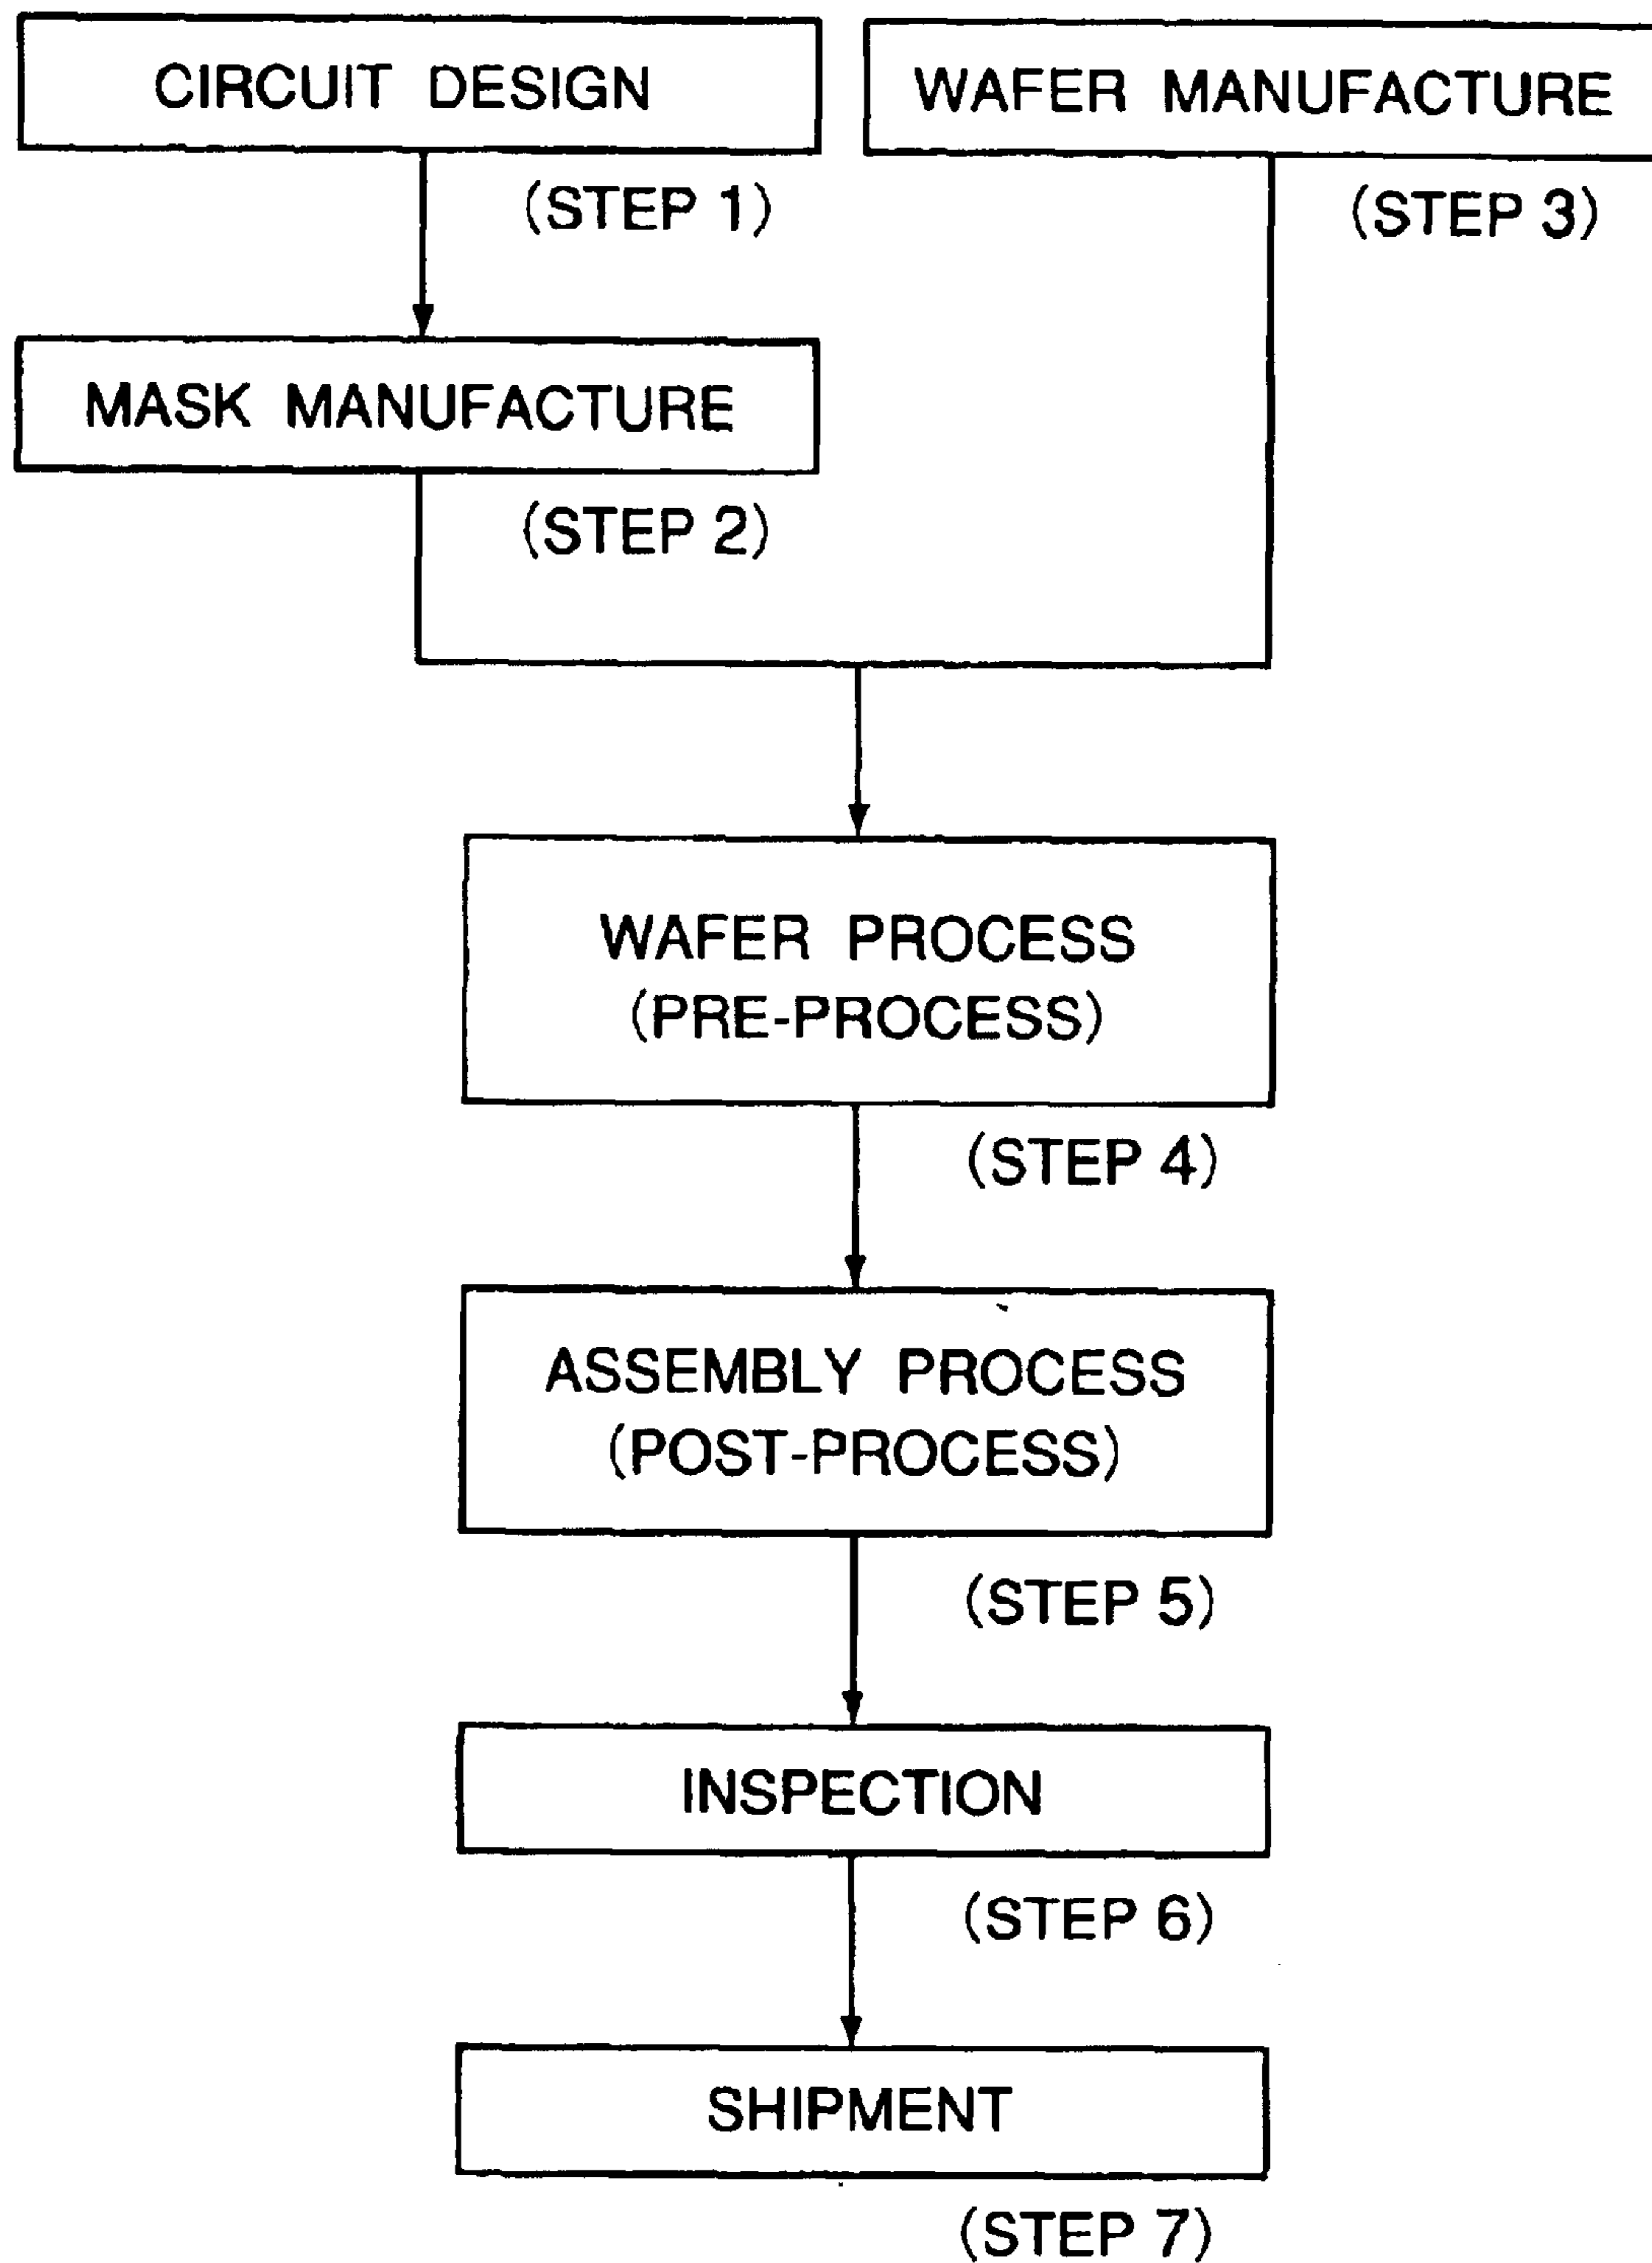 CIRCUIT DESIGN
(STEP 1)
WAFER MANUFACTURE
(STEP 3)
MASK MANUFACTURE
(STEP 2)
WAFER PROCESS
(PRE-PROCESS)
(STEP 4)
ASSEMBLY PROCESS
(POST-PROCESS)
(STEP 5)
INSPECTION
(STEP 6)
SHIPMENT
(STEP 7)